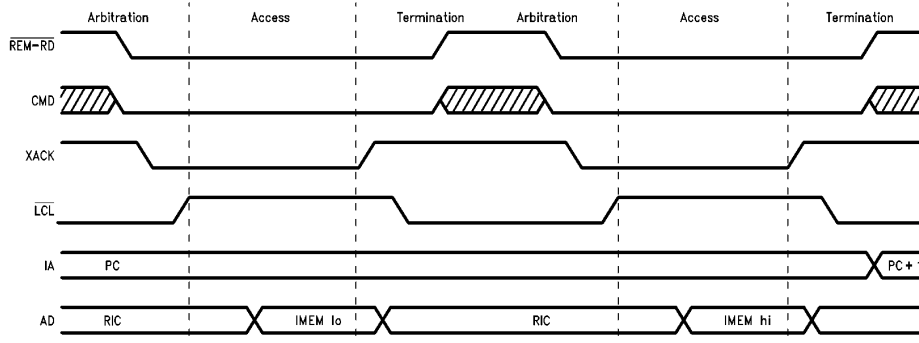 Arbitration Access Termination Arbitration Access Termination
REM-RD
CMD
XACK
LCL
IA PC PC +
AD RIC IMEM lo RIC IMEM hi